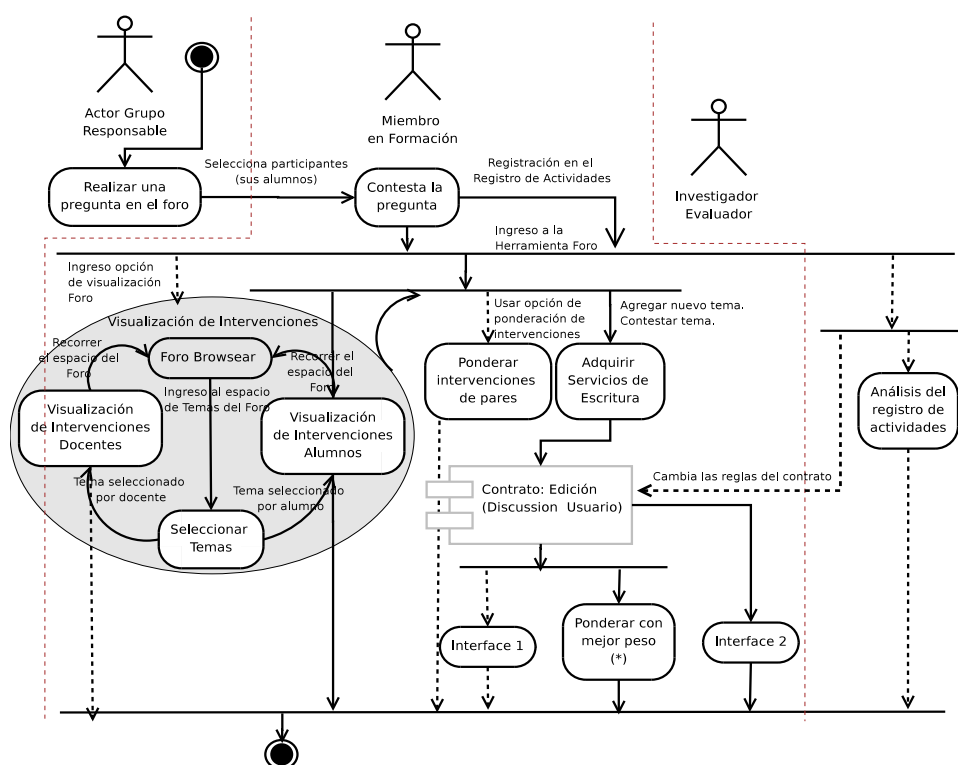 Actor Grupo
Responsable
Miembro
en Formación
Investigador
Evaluador
Realizar una
pregunta en el foro
Selecciona participantes
(sus alumnos)
Contesta la
pregunta
Registración en el
Registro de Actividades
Ingreso a la
Herramienta Foro
Ingreso opción
de visualización
Foro
Visualización de Intervenciones
Recorrer
el espacio del
Foro
Foro Browsear
Recorrer el
espacio del
Foro
Ingreso al espacio
de Temas del Foro
Visualización
de Intervenciones
Docentes
Visualización
de Intervenciones
Alumnos
Tema seleccionado
por docente
Tema seleccionado
por alumno
Seleccionar
Temas
Usar opción de
ponderación de
intervenciones
Agregar nuevo tema.
Contestar tema.
Ponderar
intervenciones
de pares
Adquirir
Servicios de
Escritura
Análisis del
registro de
actividades
Cambia las reglas del contrato
Contrato: Edición
(Discussion Usuario)
Interface 1
Ponderar con
mejor peso
(*)
Interface 2